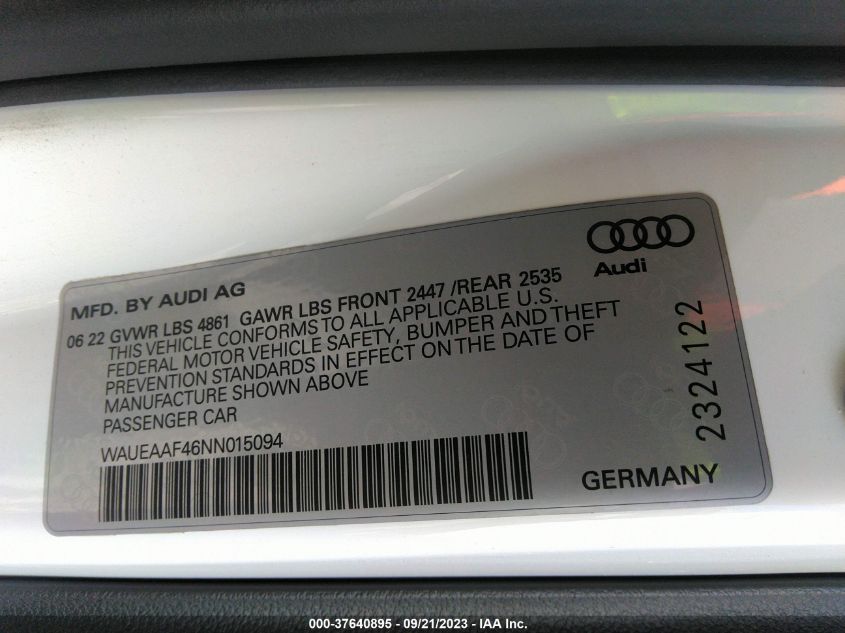 Audi
MFD. BY AUDI AG
06 22 GVWR LBS 4861 GAWR LBS FRONT 2447 /REAR 2535
THIS VEHICLE CONFORMS TO ALL APPLICABLE U.S.
FEDERAL MOTOR VEHICLE SAFETY, BUMPER AND THEFT
PREVENTION STANDARDS IN EFFECT ON THE DATE OF
MANUFACTURE SHOWN ABOVE
PASSENGER CAR
WAUEAAF46NN015094
GERMANY
2324122
000-37640895 - 09/21/2023 - IAA Inc.